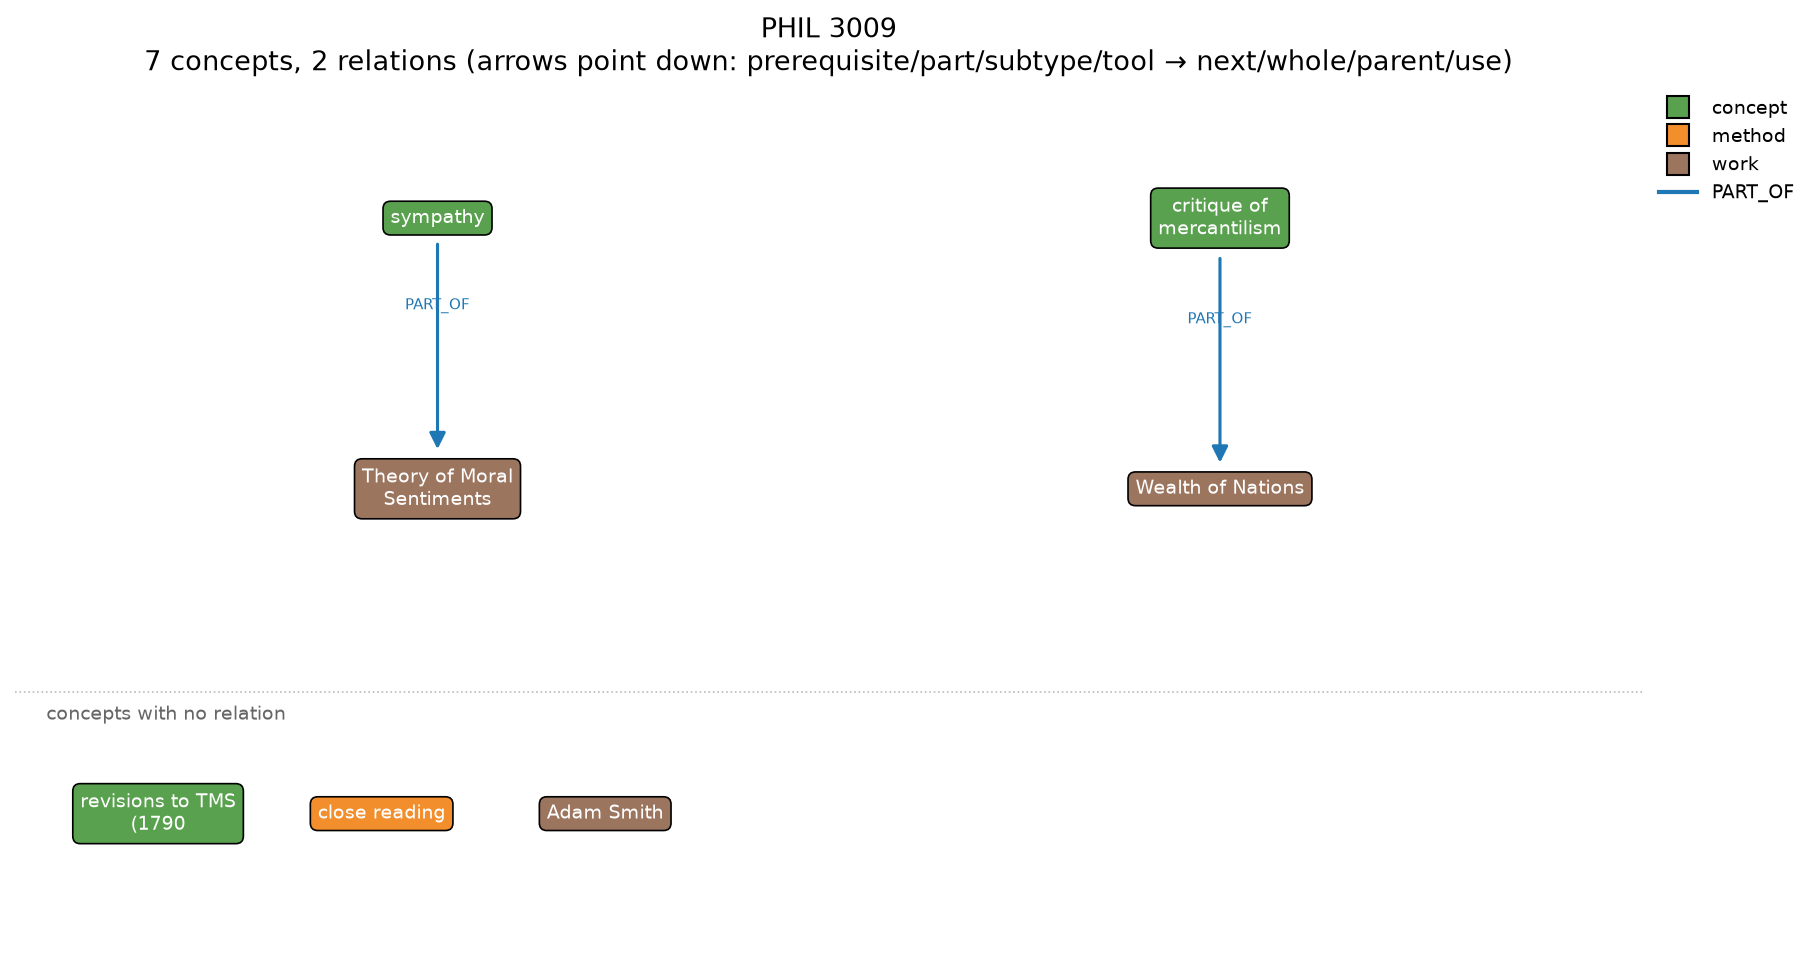 PHIL 3009
7 concepts, 2 relations (arrows point down: prerequisite/part/subtype/tool → next/whole/parent/use)
concept
method
work
PART_OF
sympathy
critique of
mercantilism
PART_OF
PART_OF
Theory of Moral
Sentiments
Wealth of Nations
concepts with no relation
revisions to TMS
(1790
close reading
Adam Smith